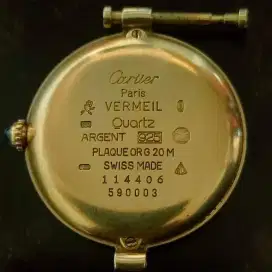 Cartier
Paris
VERMEIL
Quartz
ARGENT 925
PLAQUE OR G 20 M
SWISS MADE
114406
590003